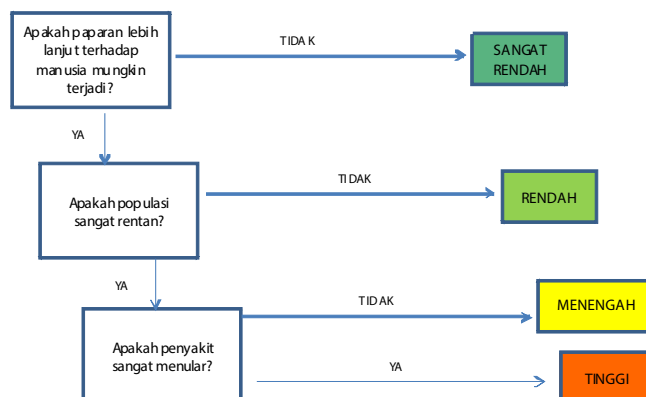 Apakah paparan lebih
lanjut terhadap
manusia mungkin
terjadi?
TIDAK
SANGAT
RENDAH
YA
Apakah populasi
sangat rentan?
TIDAK
RENDAH
YA
Apakah penyakit
sangat menular?
TIDAK
MENENGAH
YA
TINGGI